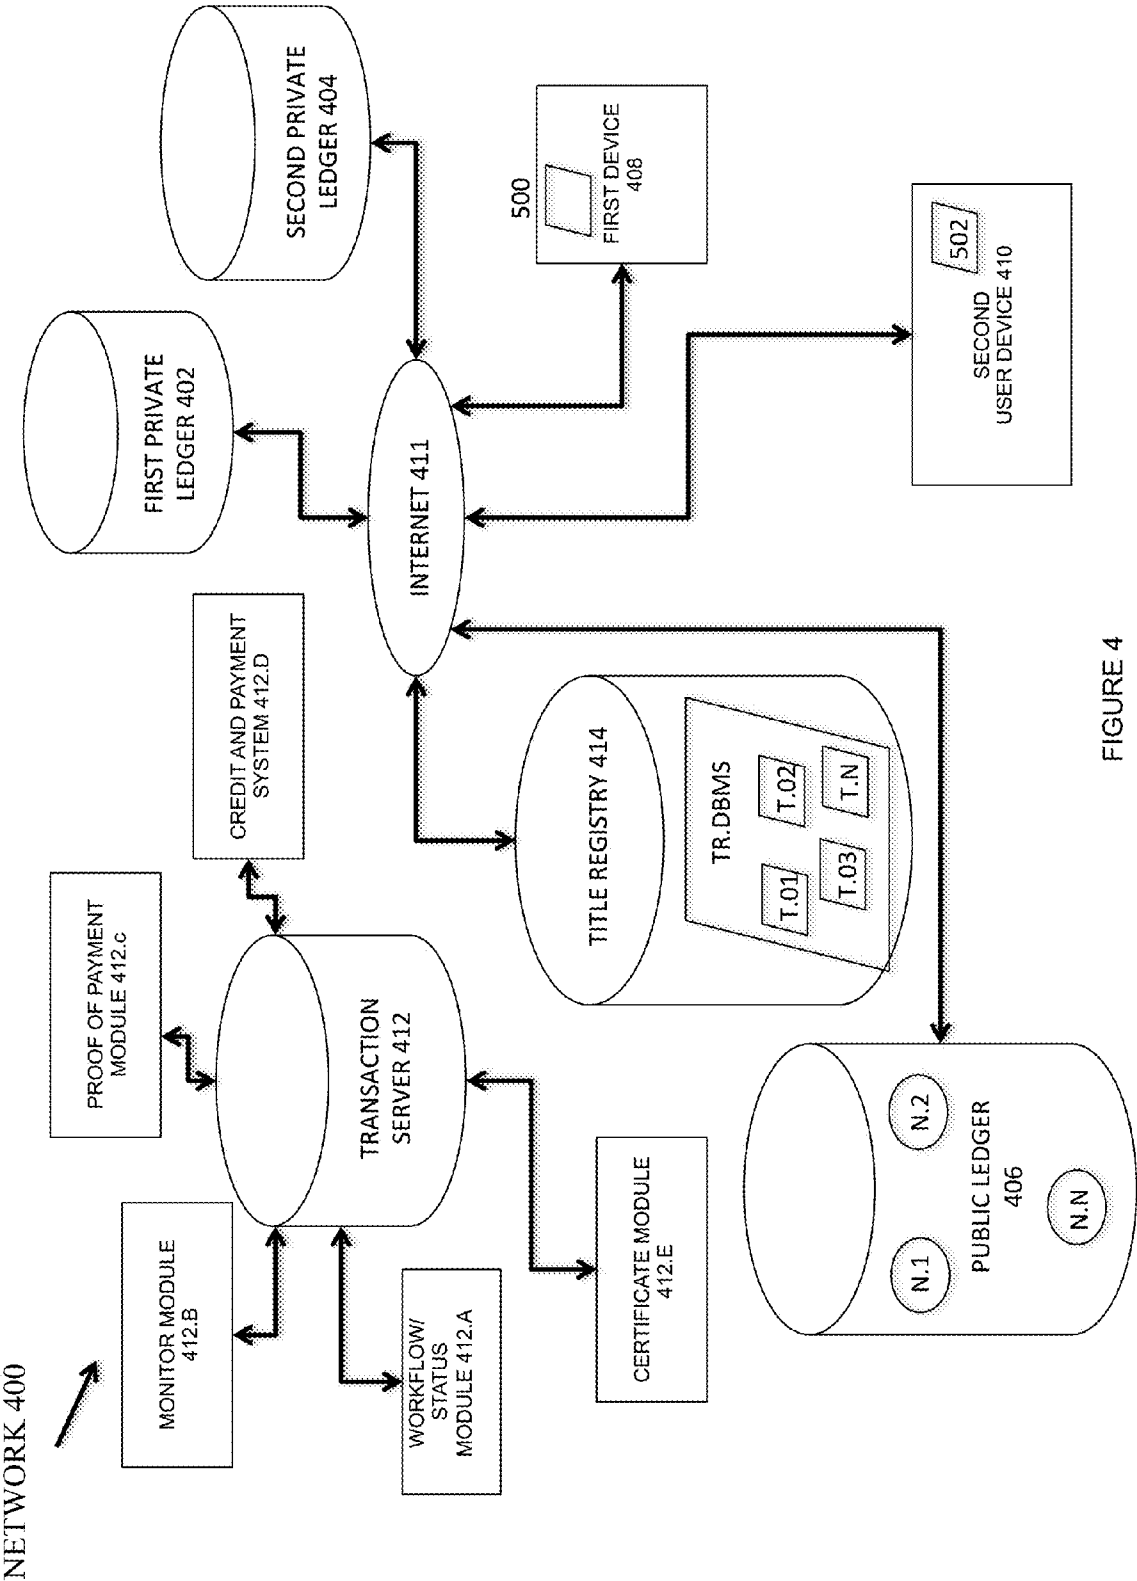 NETWORK 400
MONITOR MODULE
412.B
WORKFLOW/
STATUS
MODULE 412.A
PROOF OF PAYMENT
MODULE 412.c
CREDIT AND PAYMENT
SYSTEM 412.D
TRANSACTION
SERVER 412
CERTIFICATE MODULE
412.E
FIRST PRIVATE
LEDGER 402
SECOND PRIVATE
LEDGER 404
INTERNET 411
500
FIRST DEVICE
408
502
SECOND
USER DEVICE 410
TITLE REGISTRY 414
TR.DBMS
T.01
T.02
T.03
T.N
N.1
N.2
PUBLIC LEDGER
406
N.N
FIGURE 4